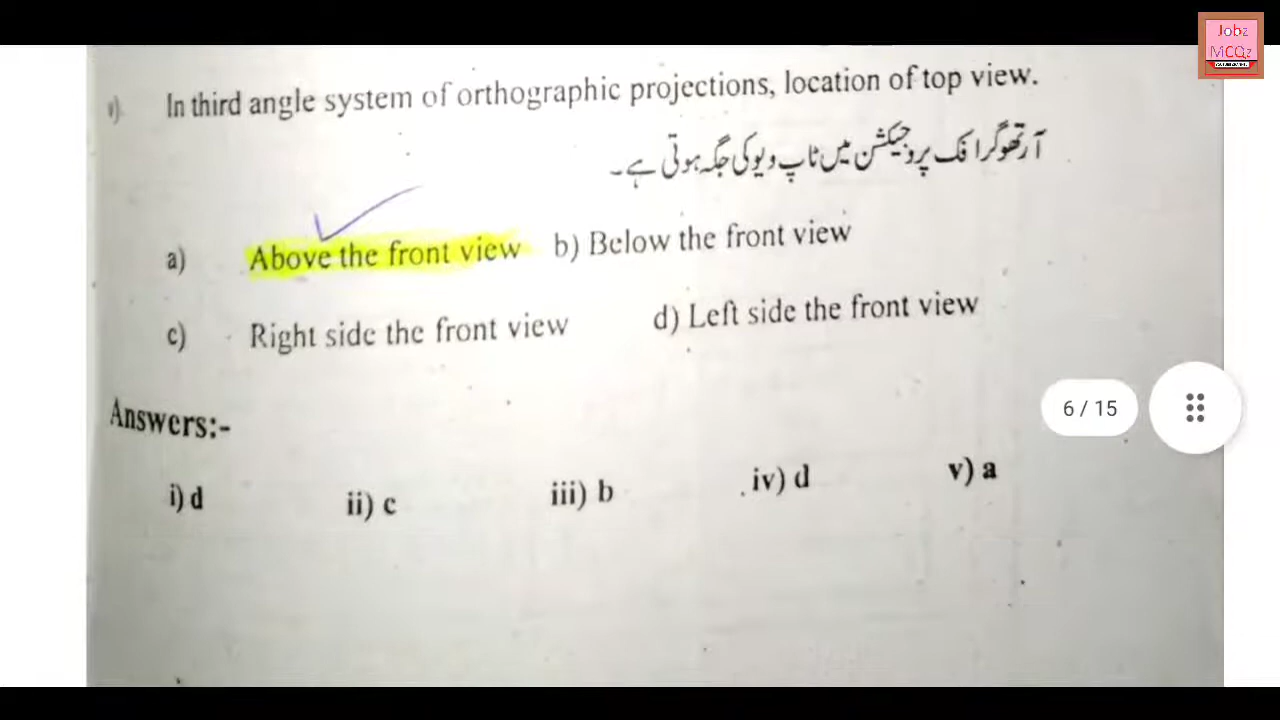 Jobz
MCQz
In third angle system of orthographic projections, location of top view.
آرتھوگرافک پروجیکشن میں ٹاپ ویو کی جگہ ہوتی ہے۔
a) Above the front view b) Below the front view
c) Right side the front view d) Left side the front view
6 / 15
Answers:-
i) d ii) c iii) b iv) d v) a